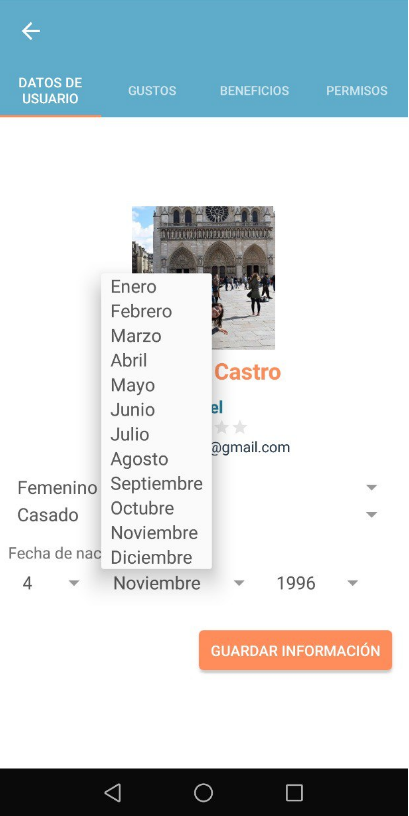 DATOS DE
USUARIO
GUSTOS
BENEFICIOS
PERMISOS
Castro
el
@gmail.com
Enero
Febrero
Marzo
Abril
Mayo
Junio
Julio
Agosto
Septiembre
Octubre
Noviembre
Diciembre
Femenino
Casado
Fecha de nac
4 Noviembre 1996
GUARDAR INFORMACIÓN